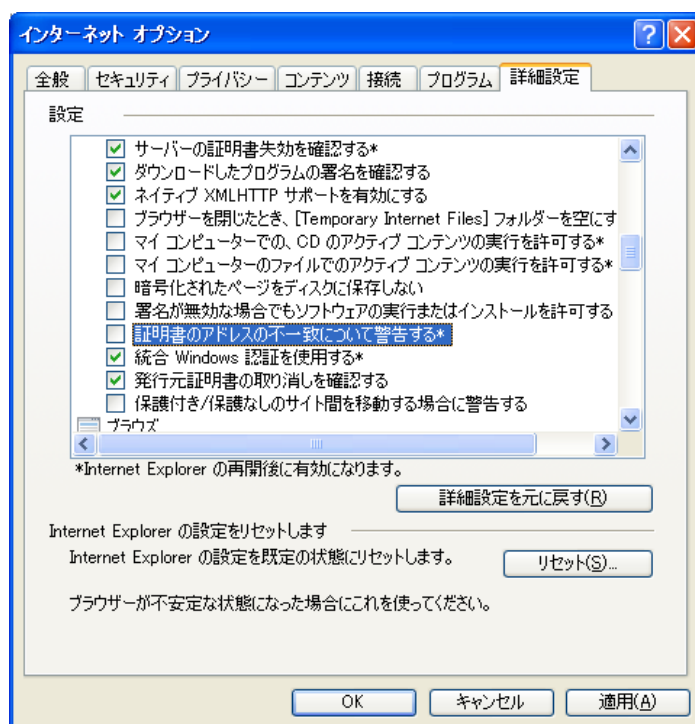 インターネット オプション
全般 セキュリティ プライバシー コンテンツ 接続 プログラム 詳細設定
設定
サーバーの証明書失効を確認する*
ダウンロードしたプログラムの署名を確認する
ネイティブ XMLHTTP サポートを有効にする
ブラウザーを閉じたとき、[Temporary Internet Files] フォルダーを空にす
マイ コンピューターでの、CD のアクティブ コンテンツの実行を許可する*
マイ コンピューターのファイルでのアクティブ コンテンツの実行を許可する*
暗号化されたページをディスクに保存しない
署名が無効な場合でもソフトウェアの実行またはインストールを許可する
証明書のアドレスの不一致について警告する*
統合 Windows 認証を使用する*
発行元証明書の取り消しを確認する
保護付き/保護なしのサイト間を移動する場合に警告する
ブラウズ
*Internet Explorer の再開後に有効になります。
詳細設定を元に戻す(R)
Internet Explorer の設定をリセットします
Internet Explorer の設定を既定の状態にリセットします。
リセット(S)...
ブラウザーが不安定な状態になった場合にこれを使ってください。
OK キャンセル 適用(A)